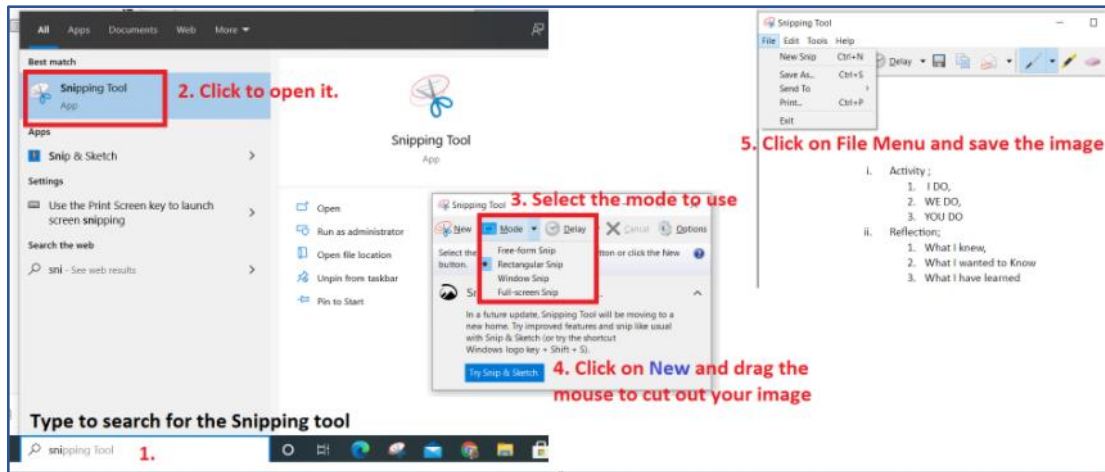 All Apps Documents Web More
Best match
Snipping Tool
App
2. Click to open it.
Apps
Snip & Sketch
Settings
Use the Print Screen key to launch
screen snipping
Search the web
sni - See web results
Type to search for the Snipping tool
snipping Tool
1.
Snipping Tool
App
Open
Run as administrator
Open file location
Unpin from taskbar
Pin to Start
Snipping Tool
3. Select the mode to use
New Mode Delay Cancel Options
Free-form Snip
Rectangular Snip
Window Snip
Full-screen Snip
Select the
tton or click the New
button.
In a future update, Snipping Tool will be moving to a
new home. Try improved features and snip like usual
with Snip & Sketch (or try the shortcut
Windows logo key + Shift + S).
Try Snip & Sketch
4. Click on New and drag the
mouse to cut out your image
Snipping Tool
File Edit Tools Help
New Snip Ctrl+N
Delay
Save As... Ctrl+S
Send To
Print... Ctrl+P
Exit
5. Click on File Menu and save the image
i. Activity ;
1. I DO,
2. WE DO,
3. YOU DO
ii. Reflection;
1. What I knew,
2. What I wanted to Know
3. What I have learned